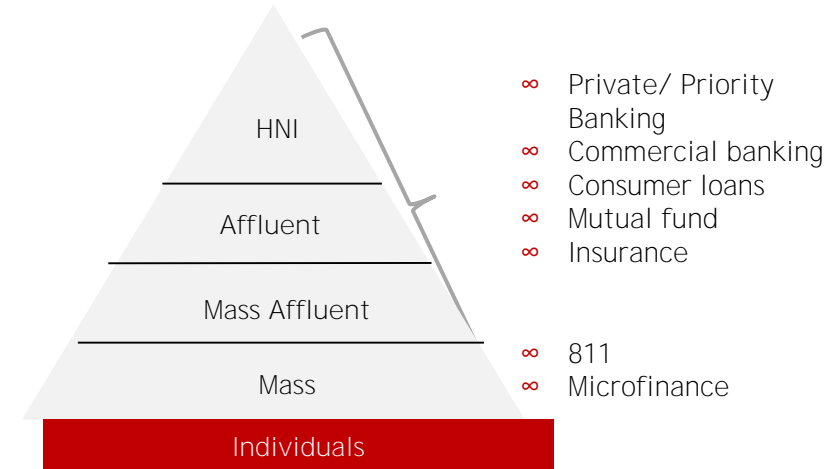 HNI
Affluent
Mass Affluent
Mass
Individuals
∞ Private/ Priority
Banking
∞ Commercial banking
∞ Consumer loans
∞ Mutual fund
∞ Insurance
∞ 811
∞ Microfinance